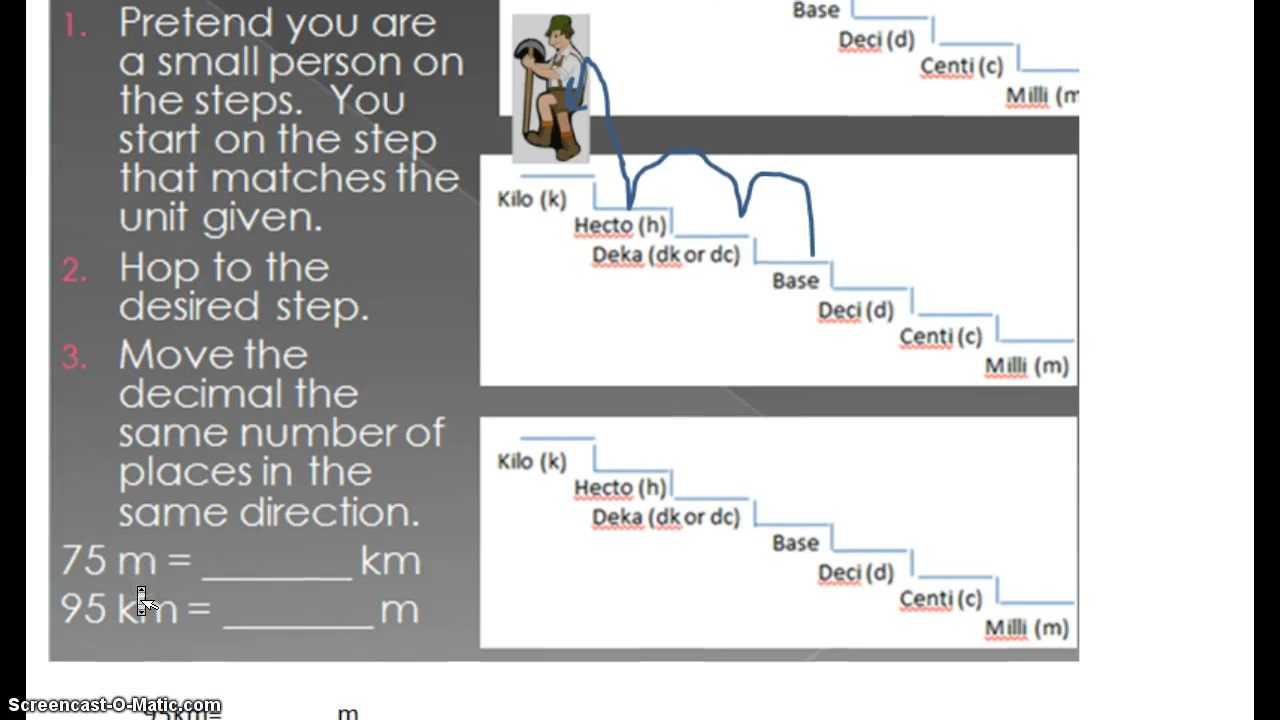 1. Pretend you are
a small person on
the steps. You
start on the step
that matches the
unit given.
2. Hop to the
desired step.
3. Move the
decimal the
same number of
places in the
same direction.
75 m = ________ km
95 km = ________ m
Base
Deci (d)
Centi (c)
Milli (m
Kilo (k)
Hecto (h)
Deka (dk or dc)
Base
Deci (d)
Centi (c)
Milli (m)
Kilo (k)
Hecto (h)
Deka (dk or dc)
Base
Deci (d)
Centi (c)
Milli (m)
Screencast-O-Matic.com
95km=________m